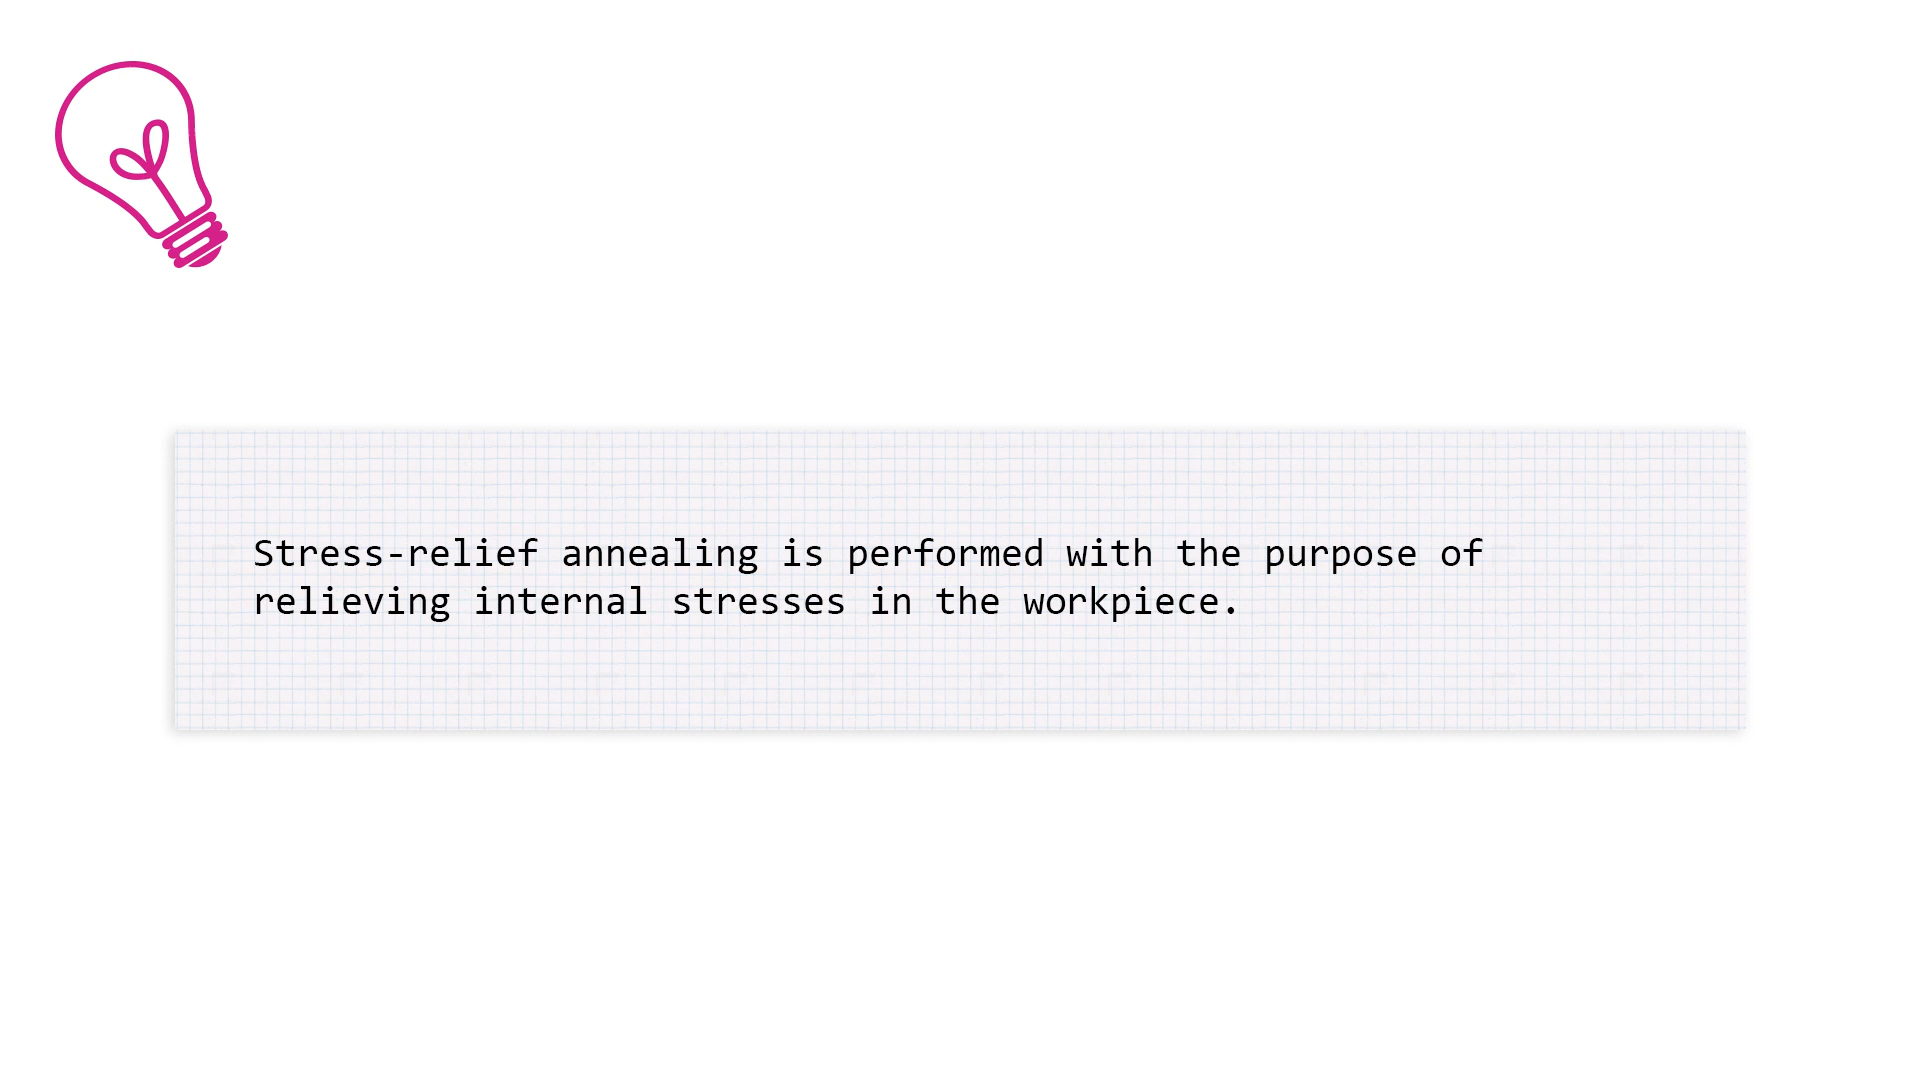 Stress-relief annealing is performed with the purpose of
relieving internal stresses in the workpiece.